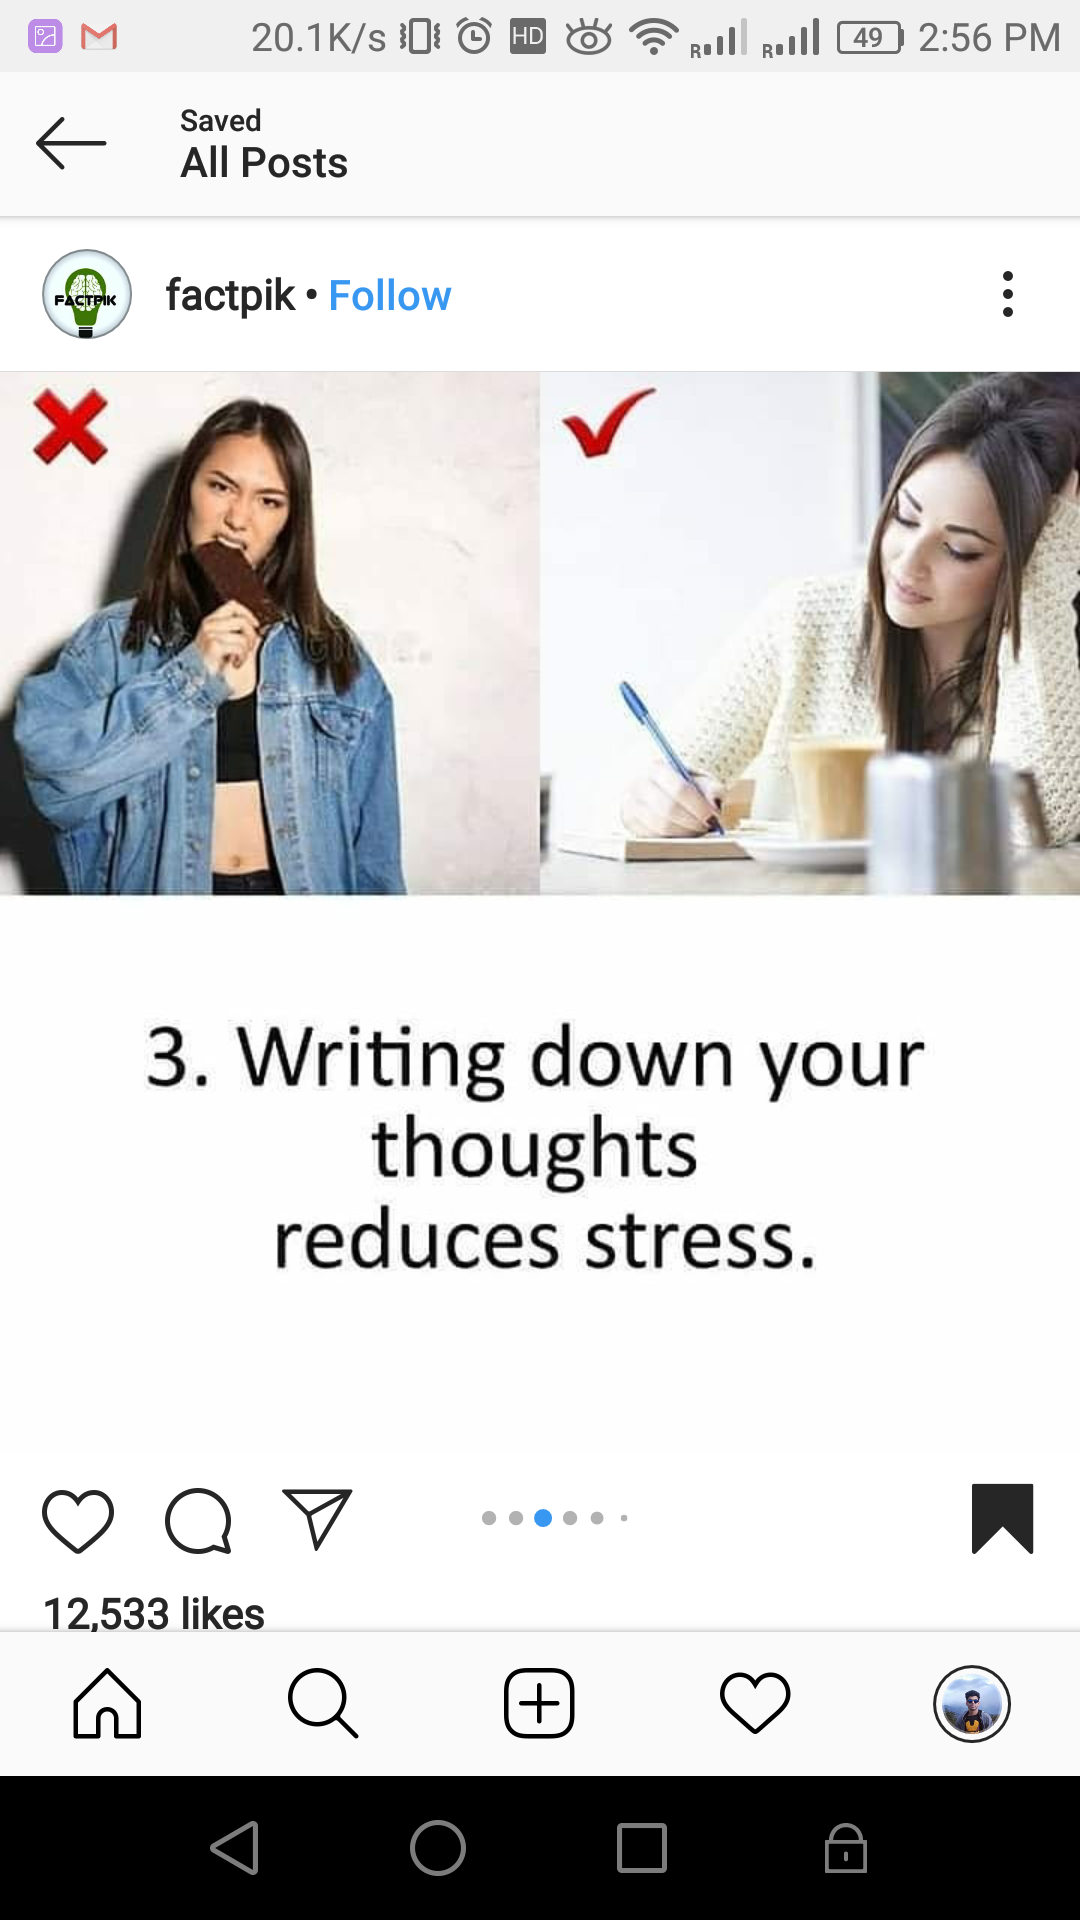 20.1K/s HD 49 2:56 PM
Saved
All Posts
FACTPIK
factpik • Follow
3. Writing down your
thoughts
reduces stress.
12,533 likes